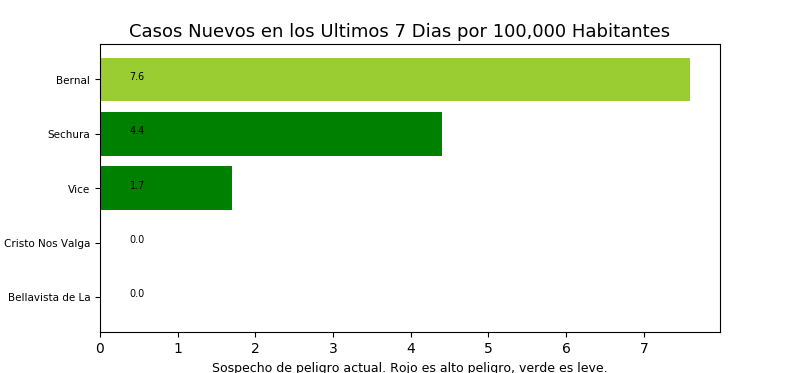 Casos Nuevos en los Ultimos 7 Dias por 100,000 Habitantes
Bernal 7.6
Sechura 4.4
Vice 1.7
Cristo Nos Valga 0.0
Bellavista de La 0.0
0 1 2 3 4 5 6 7
Sospecho de peligro actual. Rojo es alto peligro, verde es leve.